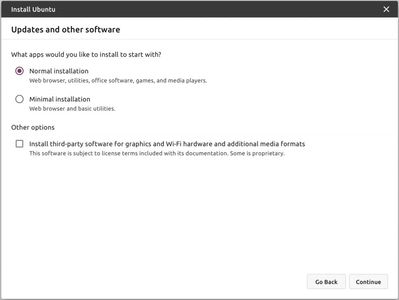 Install Ubuntu
Updates and other software
What apps would you like to install to start with?
Normal installation
Web browser, utilities, office software, games, and media players.
Minimal installation
Web browser and basic utilities.
Other options
Install third-party software for graphics and Wi-Fi hardware and additional media formats
This software is subject to license terms included with its documentation. Some is proprietary.
Go Back Continue